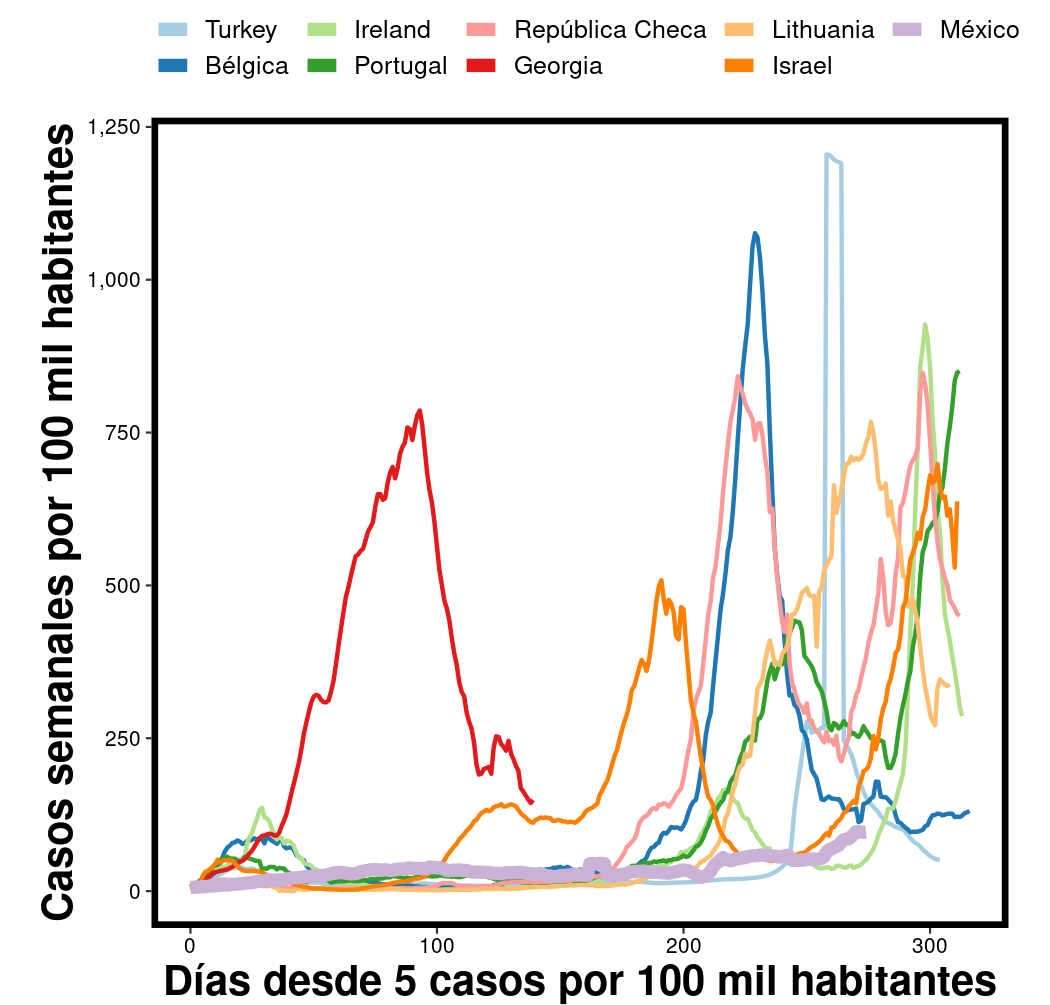 Turkey Ireland República Checa Lithuania México
Bélgica Portugal Georgia Israel
Casos semanales por 100 mil habitantes
1,250
1,000
750
500
250
0
0 100 200 300
Días desde 5 casos por 100 mil habitantes